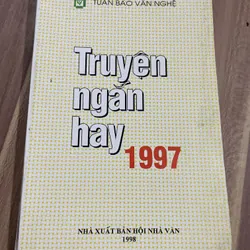 TUẦN BÁO VĂN NGHỆ
Truyện
ngắn
hay
1997
NHÀ XUẤT BẢN HỘI NHÀ VĂN
1998